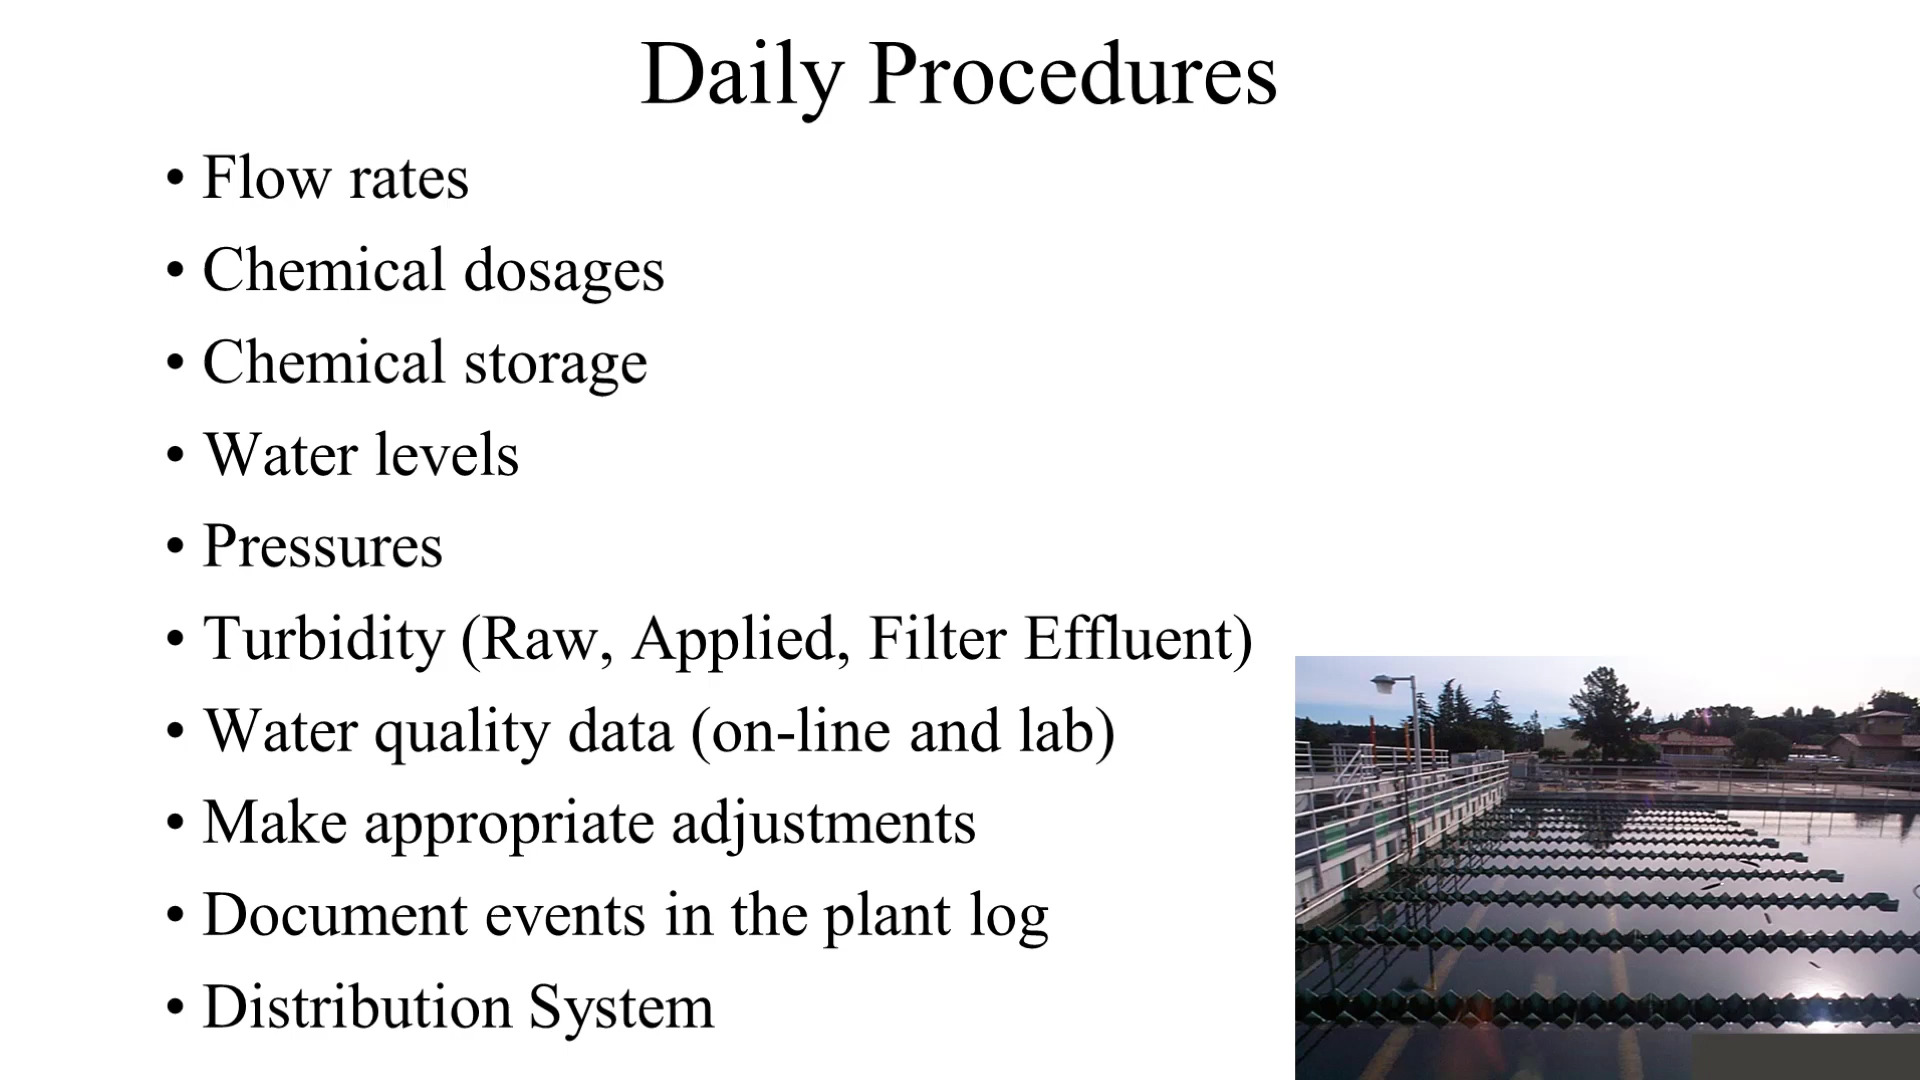 Daily Procedures
• Flow rates
• Chemical dosages
• Chemical storage
• Water levels
• Pressures
• Turbidity (Raw, Applied, Filter Effluent)
• Water quality data (on-line and lab)
• Make appropriate adjustments
• Document events in the plant log
• Distribution System